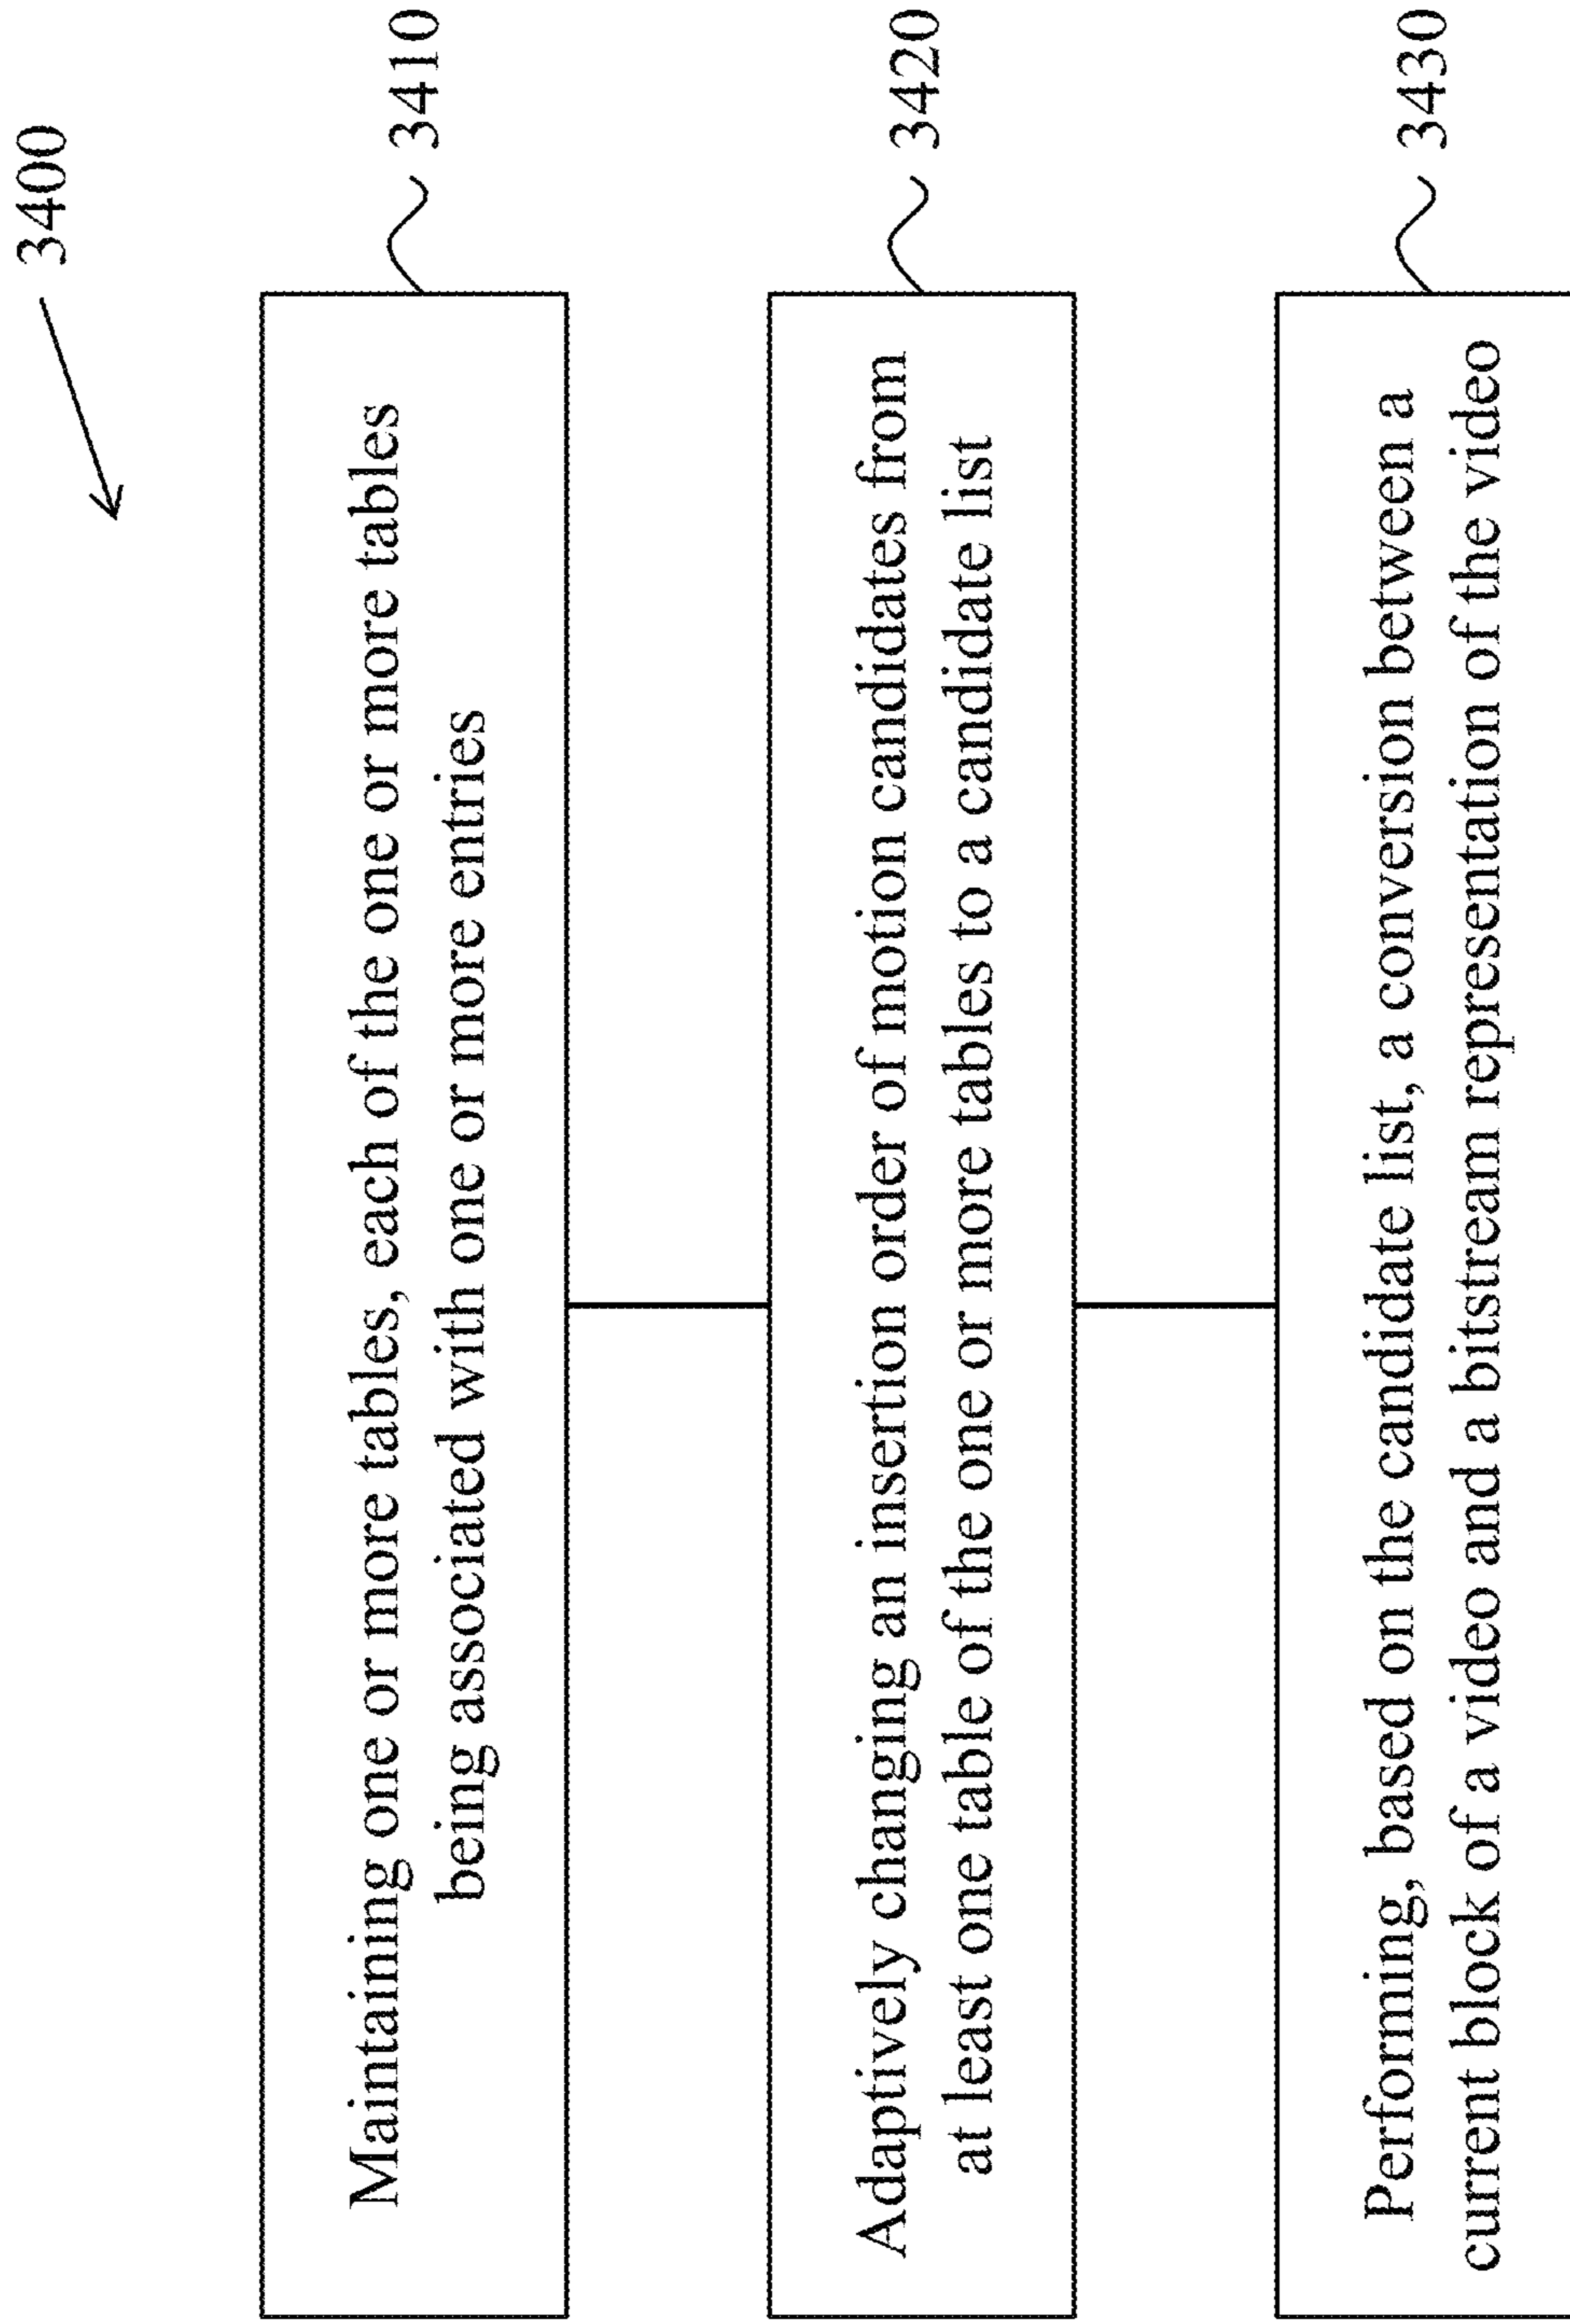 3400
Maintaining one or more tables, each of the one or more tables
being associated with one or more entries
3410
Adaptively changing an insertion order of motion candidates from
at least one table of the one or more tables to a candidate list
3420
Performing, based on the candidate list, a conversion between a
current block of a video and a bitstream representation of the video
3430